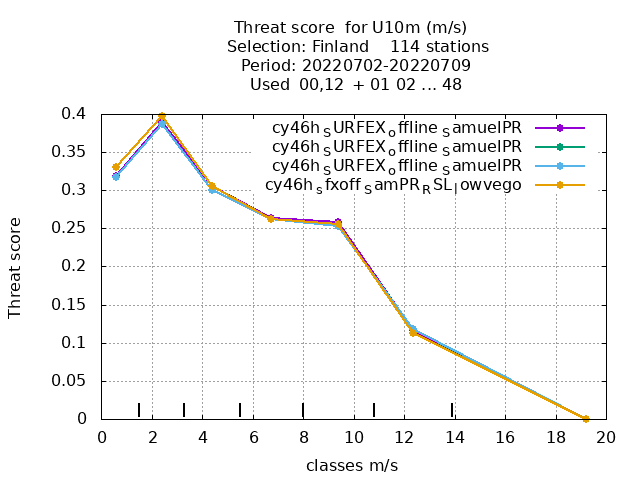 Threat score  for U10m (m/s)
Selection: Finland    114 stations
Period: 20220702-20220709
Used  00,12  + 01 02 ... 48
cy46h_SURFEX_offline_SamuelPR
cy46h_SURFEX_offline_SamuelPR
cy46h_SURFEX_offline_SamuelPR
cy46h_sfxoff_SamPR_RSL_lowvego
Threat score
0.4
0.35
0.3
0.25
0.2
0.15
0.1
0.05
0
0 2 4 6 8 10 12 14 16 18 20
classes m/s